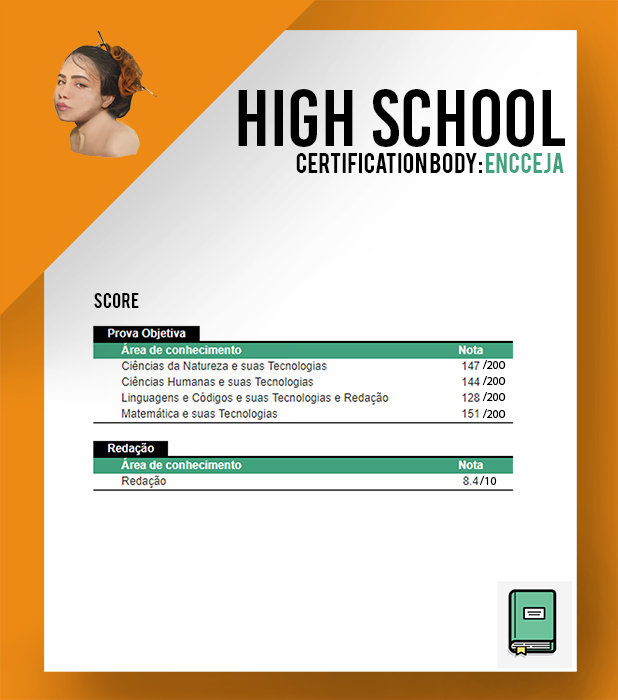 HIGH SCHOOL
CERTIFICATION BODY: ENCCEJA
SCORE
Prova Objetiva
Área de conhecimento Nota
Ciências da Natureza e suas Tecnologias 147 /200
Ciências Humanas e suas Tecnologias 144 /200
Linguagens e Códigos e suas Tecnologias e Redação 128 /200
Matemática e suas Tecnologias 151 /200
Redação
Área de conhecimento Nota
Redação 8.4/10